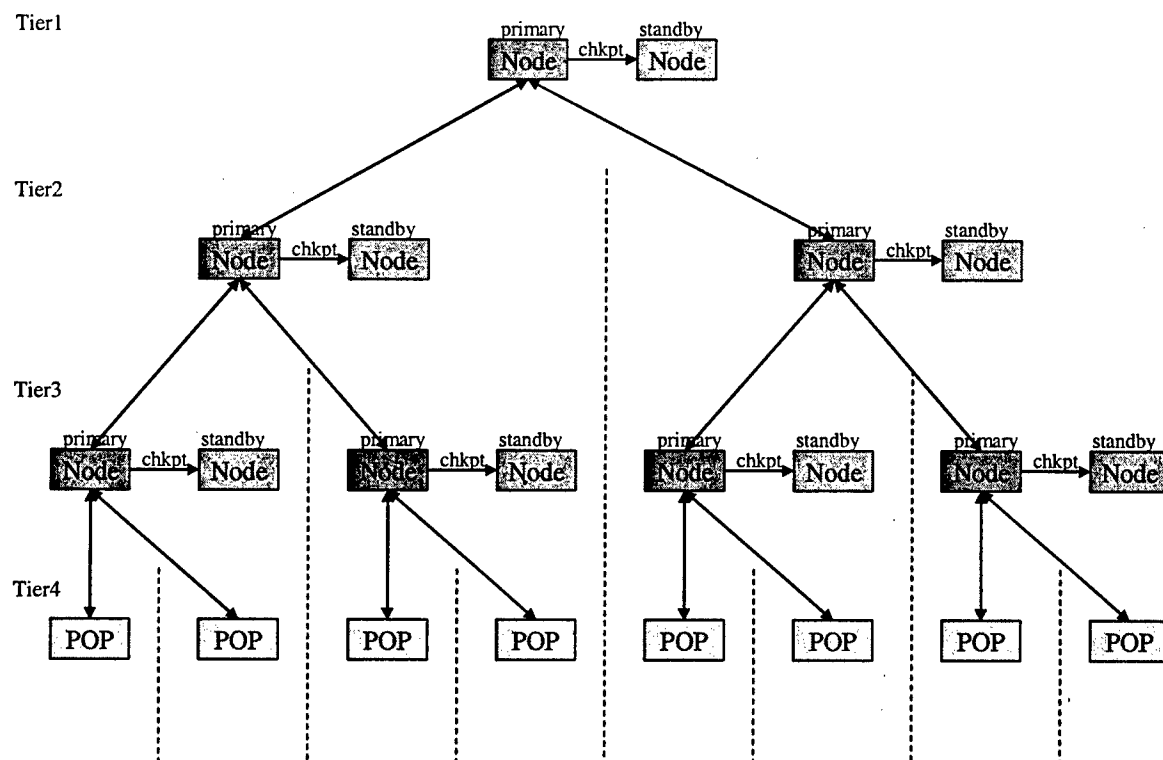 Tier1
primary
standby
Node
chkpt
Node
Tier2
primary
standby
primary
standby
Node
chkpt
Node
Node
chkpt
Node
Tier3
primary
standby
primary
standby
primary
standby
primary
standby
Node
chkpt
Node
Node
chkpt
Node
Node
chkpt
Node
Node
chkpt
Node
Tier4
POP
POP
POP
POP
POP
POP
POP
POP